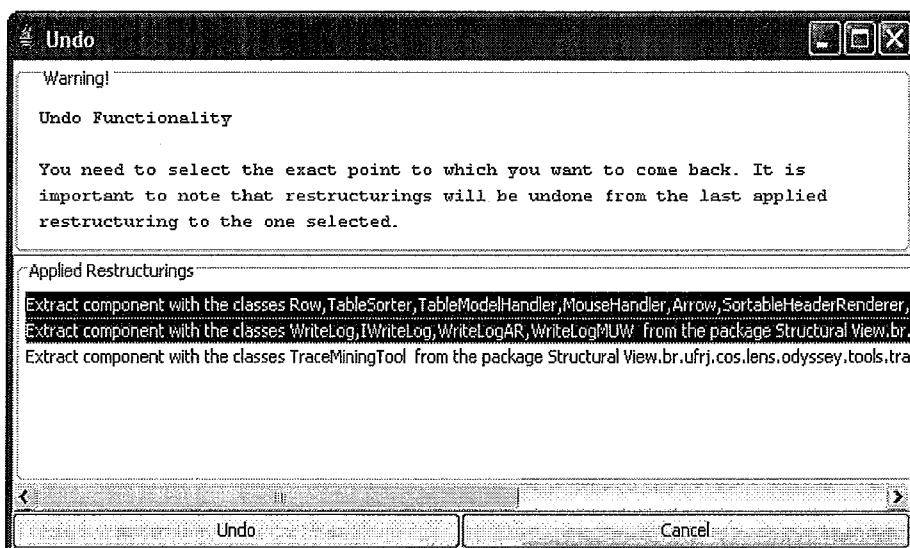 Undo
Warning!
Undo Functionality
You need to select the exact point to which you want to come back. It is
important to note that restructurings will be undone from the last applied
restructuring to the one selected.
Applied Restructurings
Extract component with the classes Row,TableSorter,TableModelHandler,MouseHandler,Arrow,SortableHeaderRenderer,
Extract component with the classes WriteLog,IWriteLog,WriteLogAR,WriteLogMUW from the package Structural View.br.
Extract component with the classes TraceMiningTool from the package Structural View.br.ufrj.cos.lens.odyssey.tools.tra
Undo
Cancel